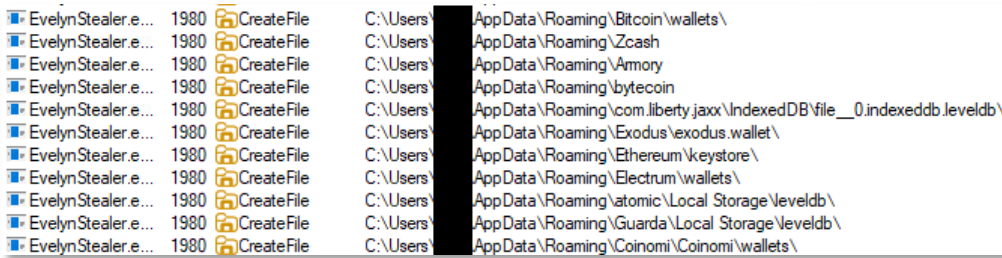 EvelynStealer.e... 1980 CreateFile C:\Users\ AppData\Roaming\Bitcoin\wallets\
EvelynStealer.e... 1980 CreateFile C:\Users\ AppData\Roaming\Zcash
EvelynStealer.e... 1980 CreateFile C:\Users\ AppData\Roaming\Armory
EvelynStealer.e... 1980 CreateFile C:\Users\ AppData\Roaming\bytecoin
EvelynStealer.e... 1980 CreateFile C:\Users\ AppData\Roaming\com.liberty.jaxx\IndexedDB\file__0.indexeddb.leveldb\
EvelynStealer.e... 1980 CreateFile C:\Users\ AppData\Roaming\Exodus\exodus.wallet\
EvelynStealer.e... 1980 CreateFile C:\Users\ AppData\Roaming\Ethereum\keystore\
EvelynStealer.e... 1980 CreateFile C:\Users\ AppData\Roaming\Electrum\wallets\
EvelynStealer.e... 1980 CreateFile C:\Users\ AppData\Roaming\atomic\Local Storage\leveldb\
EvelynStealer.e... 1980 CreateFile C:\Users\ AppData\Roaming\Guarda\Local Storage\leveldb\
EvelynStealer.e... 1980 CreateFile C:\Users\ AppData\Roaming\Coinomi\Coinomi\wallets\